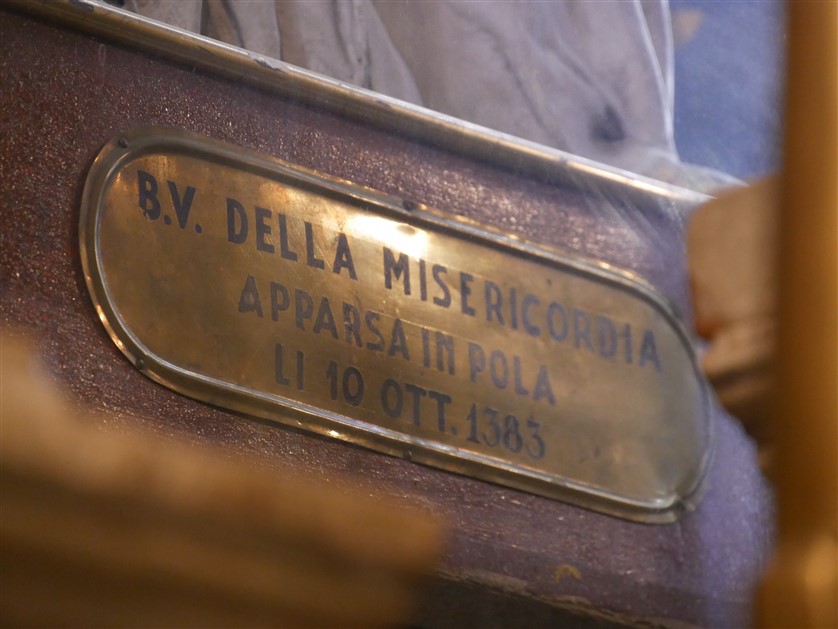 B.V. DELLA MISERICORDIA
APPARSA IN POLA
LI 10 OTT. 1383